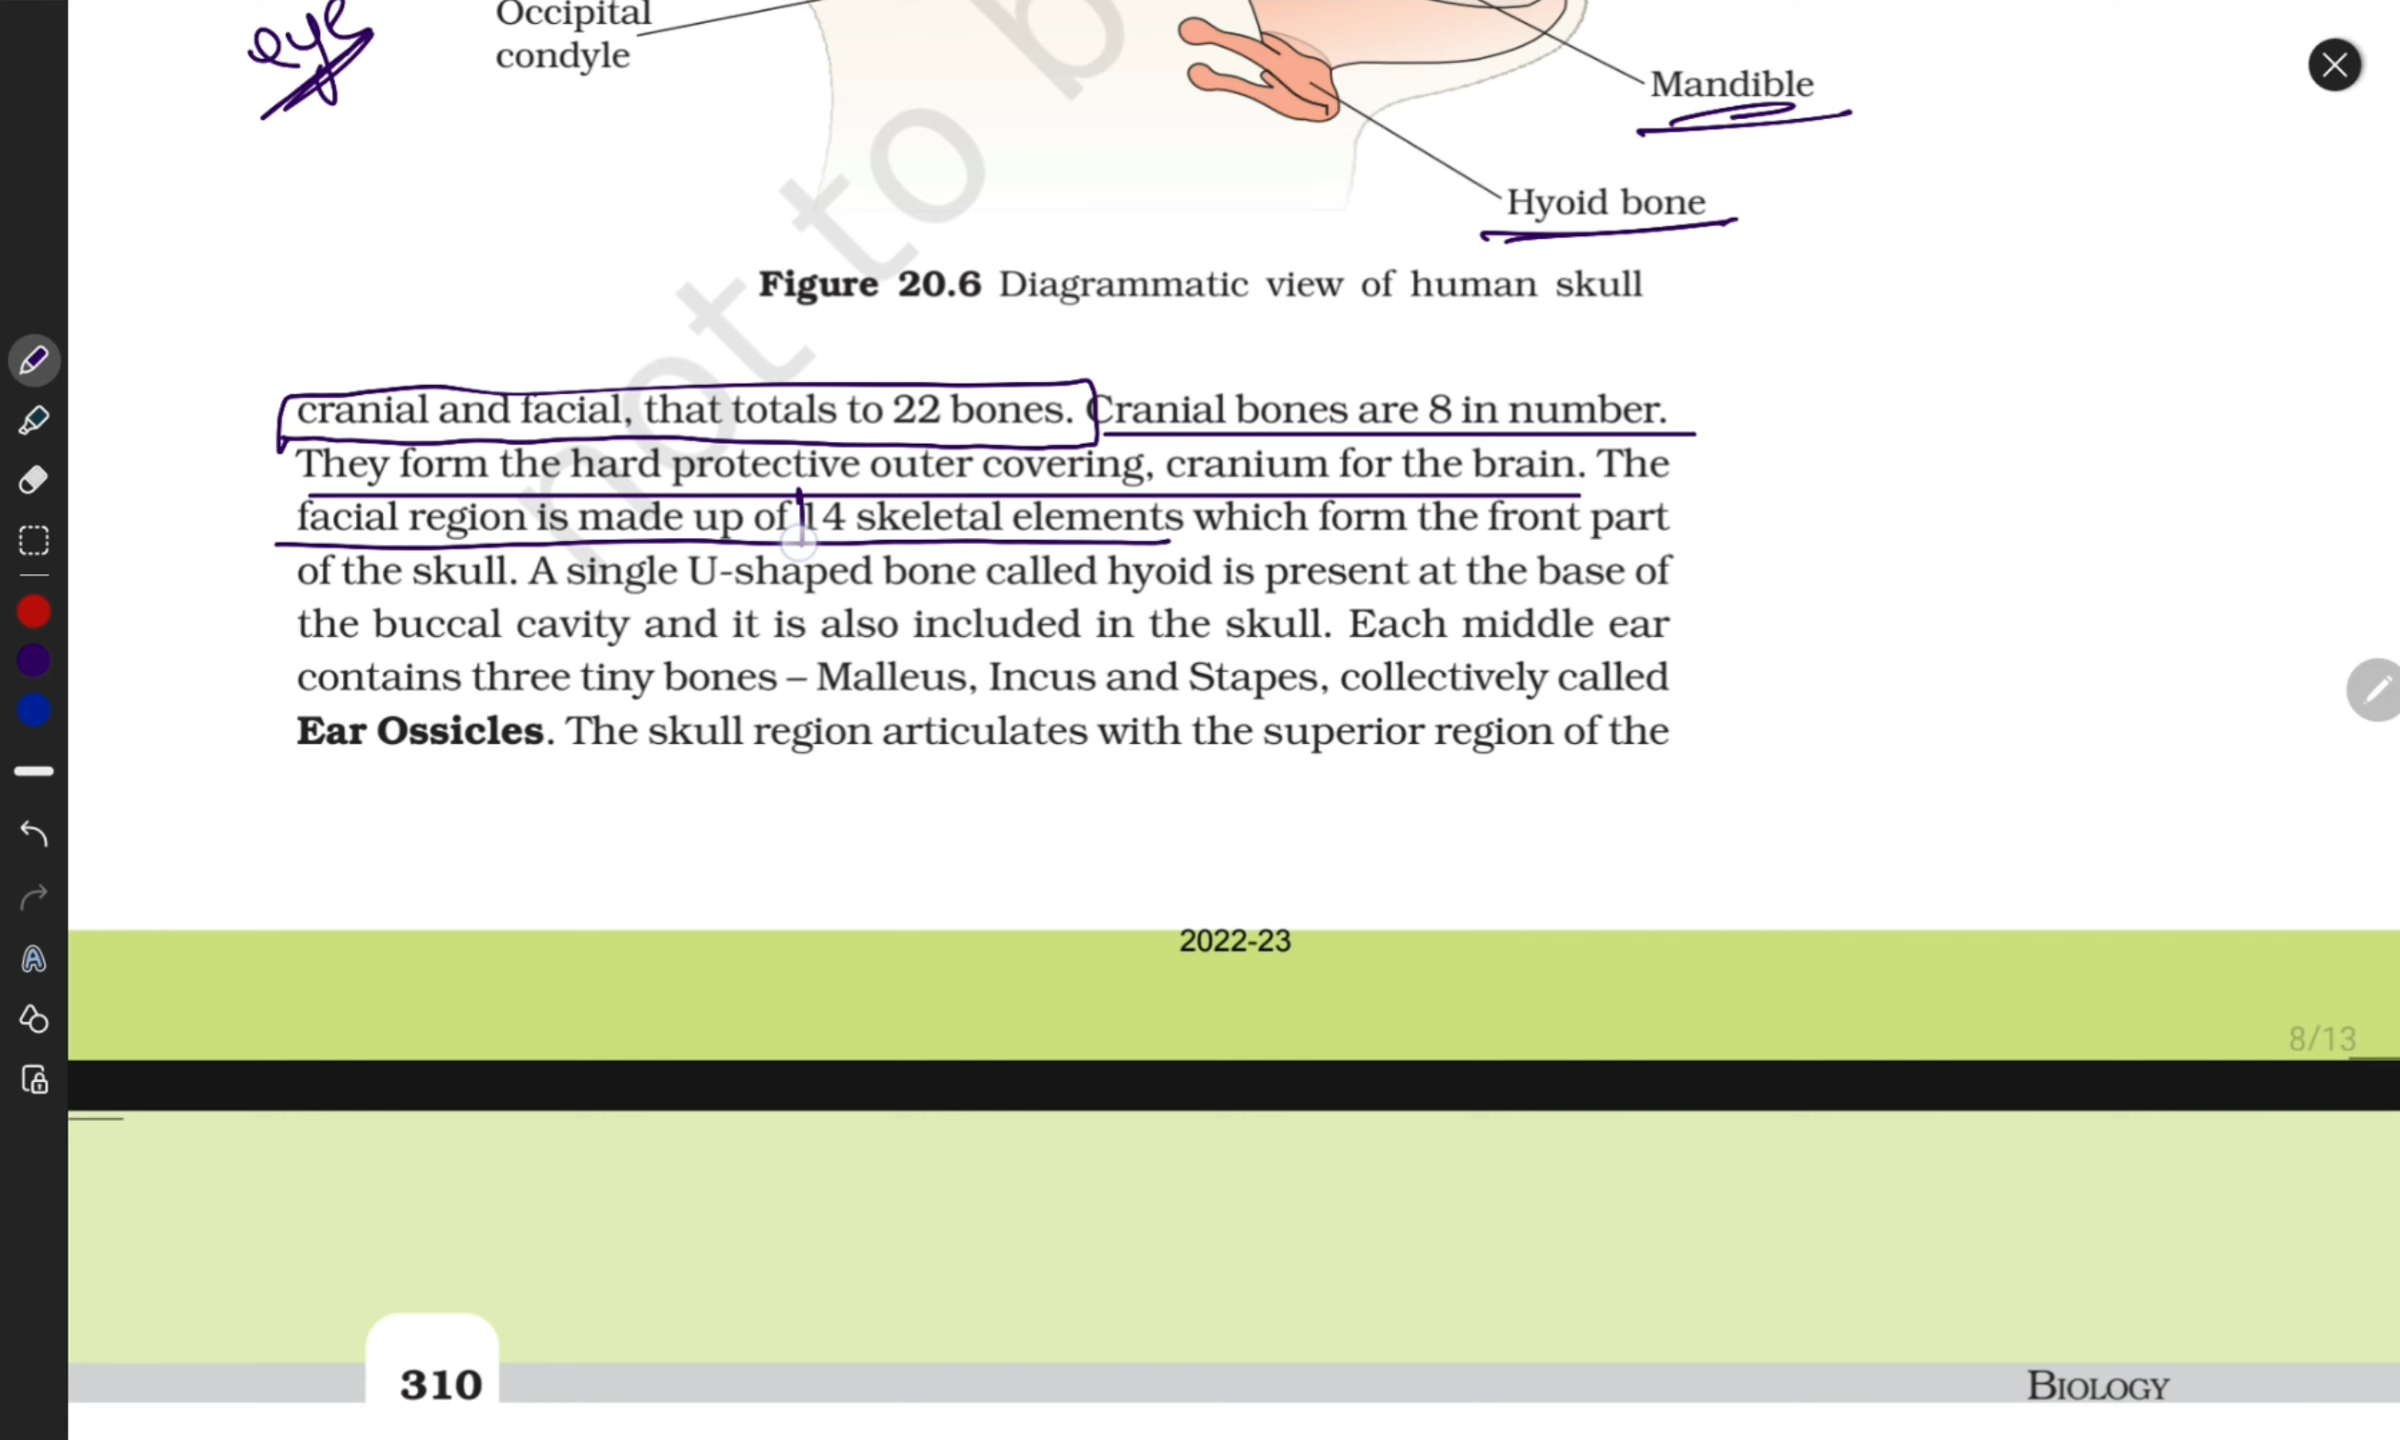 eye
Occipital
condyle
Mandible
Hyoid bone
not to b
Figure 20.6 Diagrammatic view of human skull
cranial and facial, that totals to 22 bones. Cranial bones are 8 in number.
They form the hard protective outer covering, cranium for the brain. The
facial region is made up of 14 skeletal elements which form the front part
of the skull. A single U-shaped bone called hyoid is present at the base of
the buccal cavity and it is also included in the skull. Each middle ear
contains three tiny bones – Malleus, Incus and Stapes, collectively called
Ear Ossicles. The skull region articulates with the superior region of the
2022-23
8/13
310
BIOLOGY